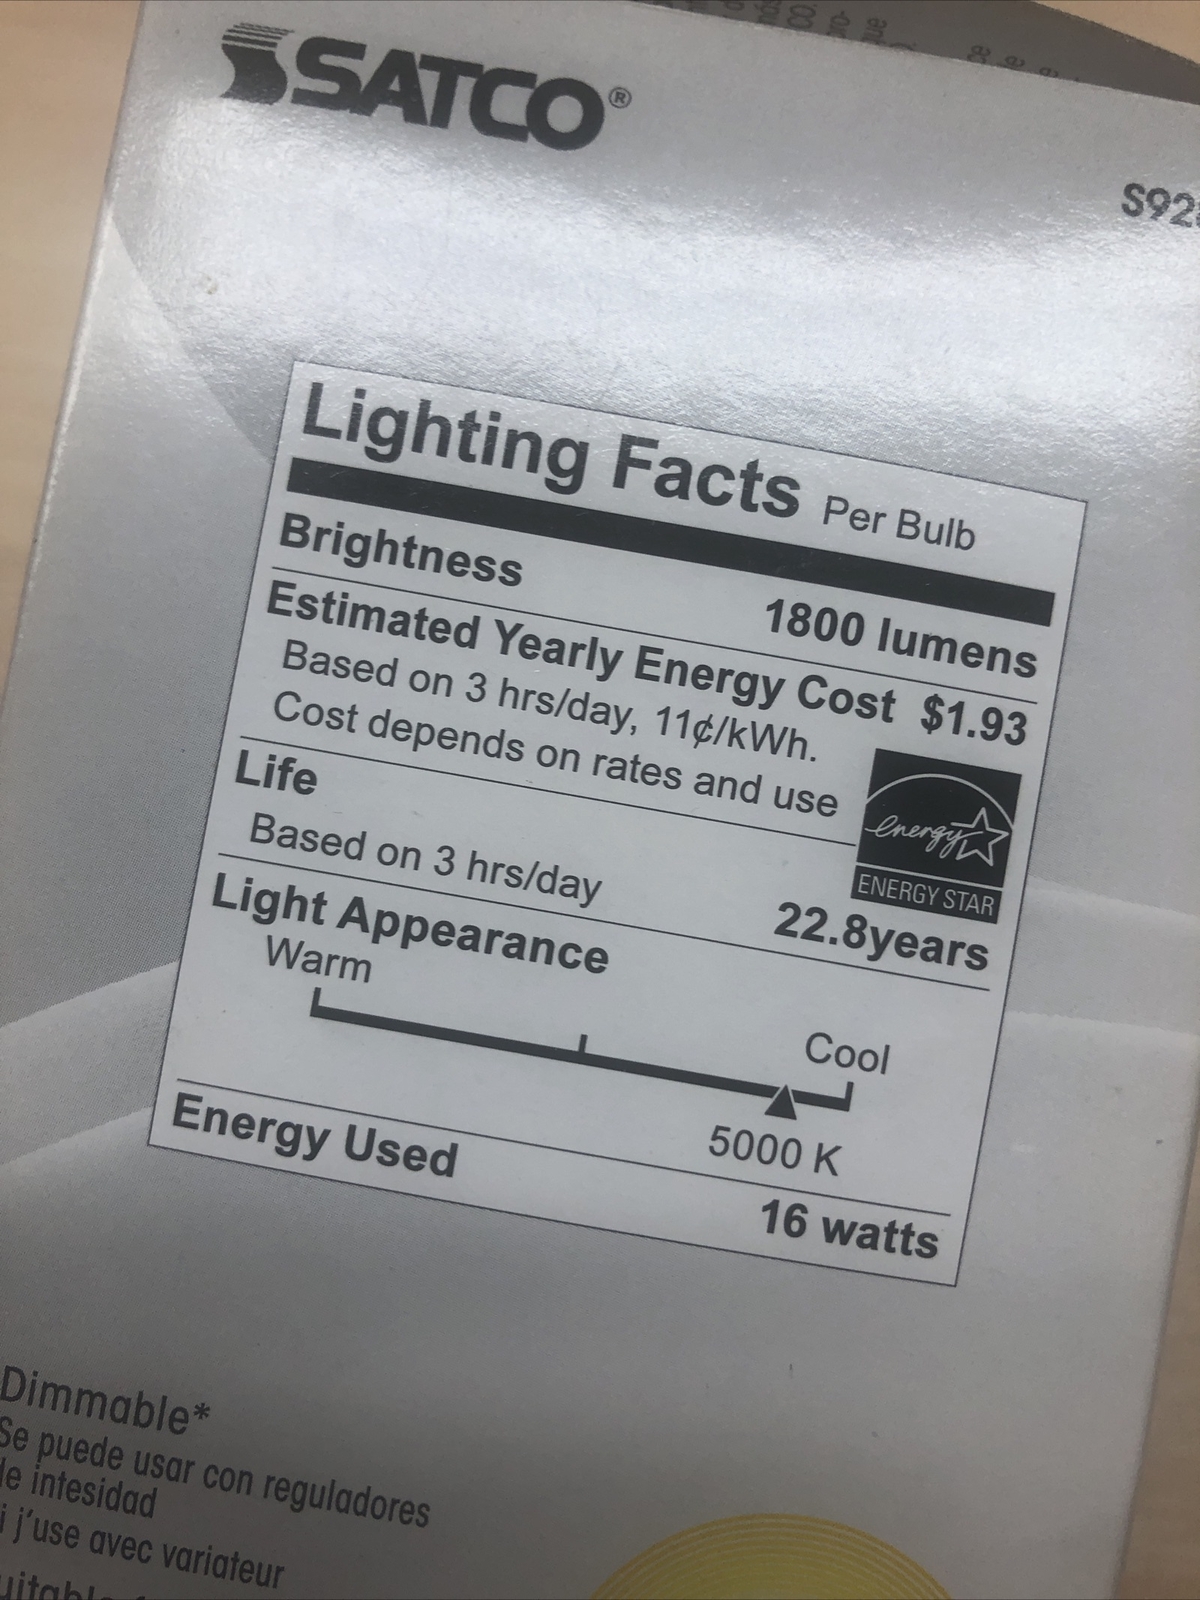 SATCO®
S92
Lighting Facts Per Bulb
Brightness 1800 lumens
Estimated Yearly Energy Cost $1.93
Based on 3 hrs/day, 11¢/kWh.
Cost depends on rates and use
energy
ENERGY STAR
Life
Based on 3 hrs/day 22.8years
Light Appearance
Warm Cool
5000 K
Energy Used 16 watts
Dimmable*
Se puede usar con reguladores
de intesidad
j'use avec variateur